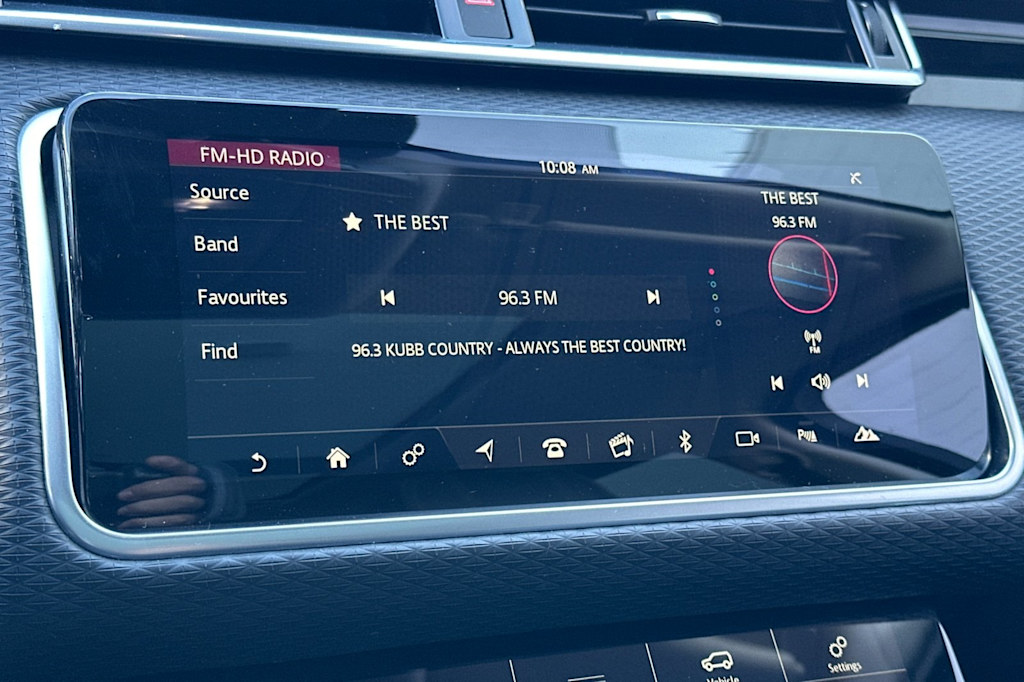 FM-HD RADIO
10:08 AM
Source
THE BEST
THE BEST
96.3 FM
Band
Favourites
96.3 FM
Find
96.3 KUBB COUNTRY - ALWAYS THE BEST COUNTRY!
FM
P
Vehicle
Settings